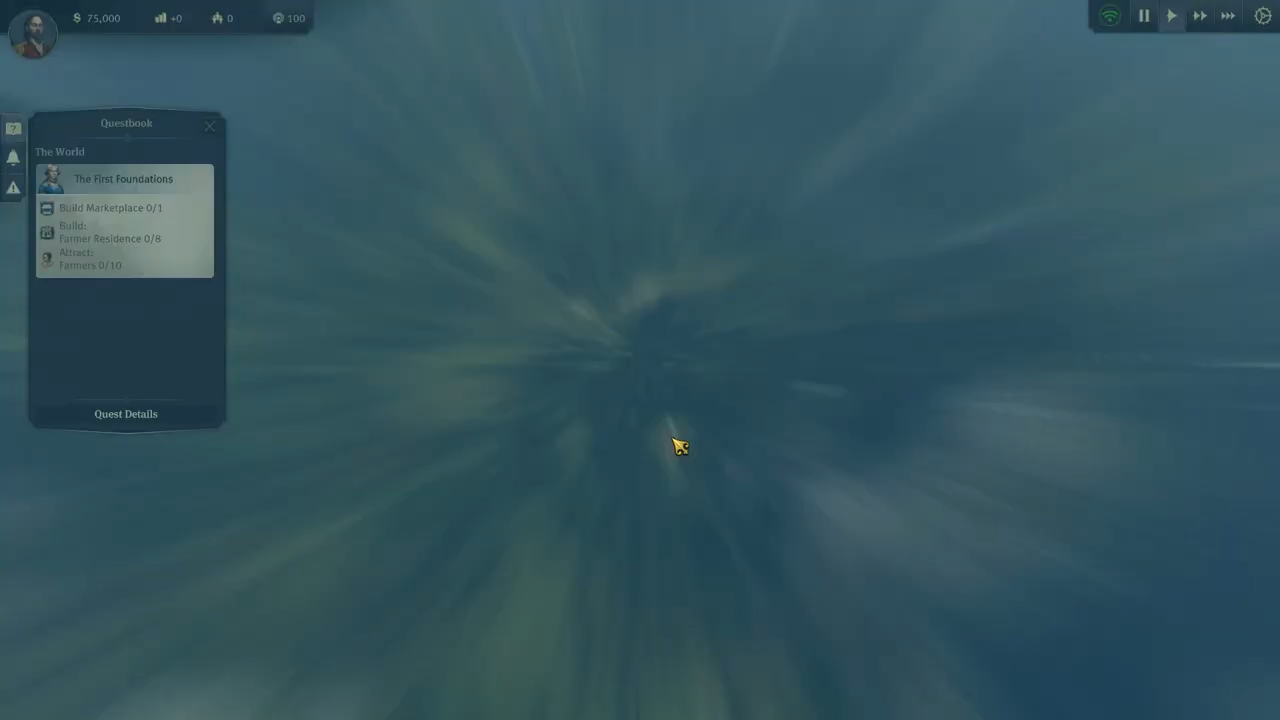 75,000 +0 0 100
Questbook
The World
The First Foundations
Build Marketplace 0/1
Build:
Farmer Residence 0/8
Attract:
Farmers 0/10
Quest Details